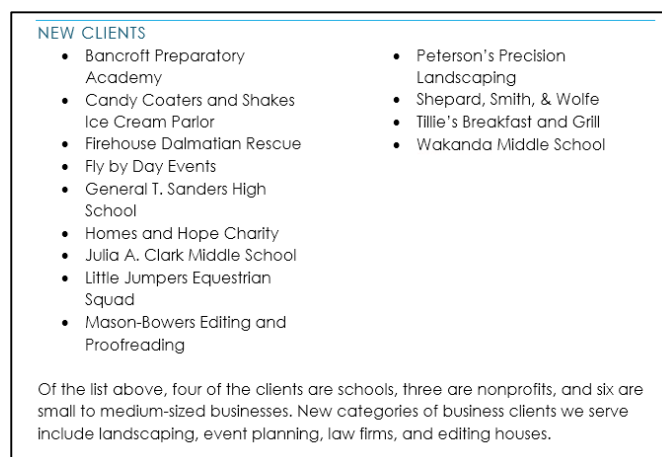 NEW CLIENTS
• Bancroft Preparatory
Academy
• Candy Coaters and Shakes
Ice Cream Parlor
• Firehouse Dalmatian Rescue
• Fly by Day Events
• General T. Sanders High
School
• Homes and Hope Charity
• Julia A. Clark Middle School
• Little Jumpers Equestrian
Squad
• Mason-Bowers Editing and
Proofreading
• Peterson’s Precision
Landscaping
• Shepard, Smith, & Wolfe
• Tillie’s Breakfast and Grill
• Wakanda Middle School
Of the list above, four of the clients are schools, three are nonprofits, and six are
small to medium-sized businesses. New categories of business clients we serve
include landscaping, event planning, law firms, and editing houses.